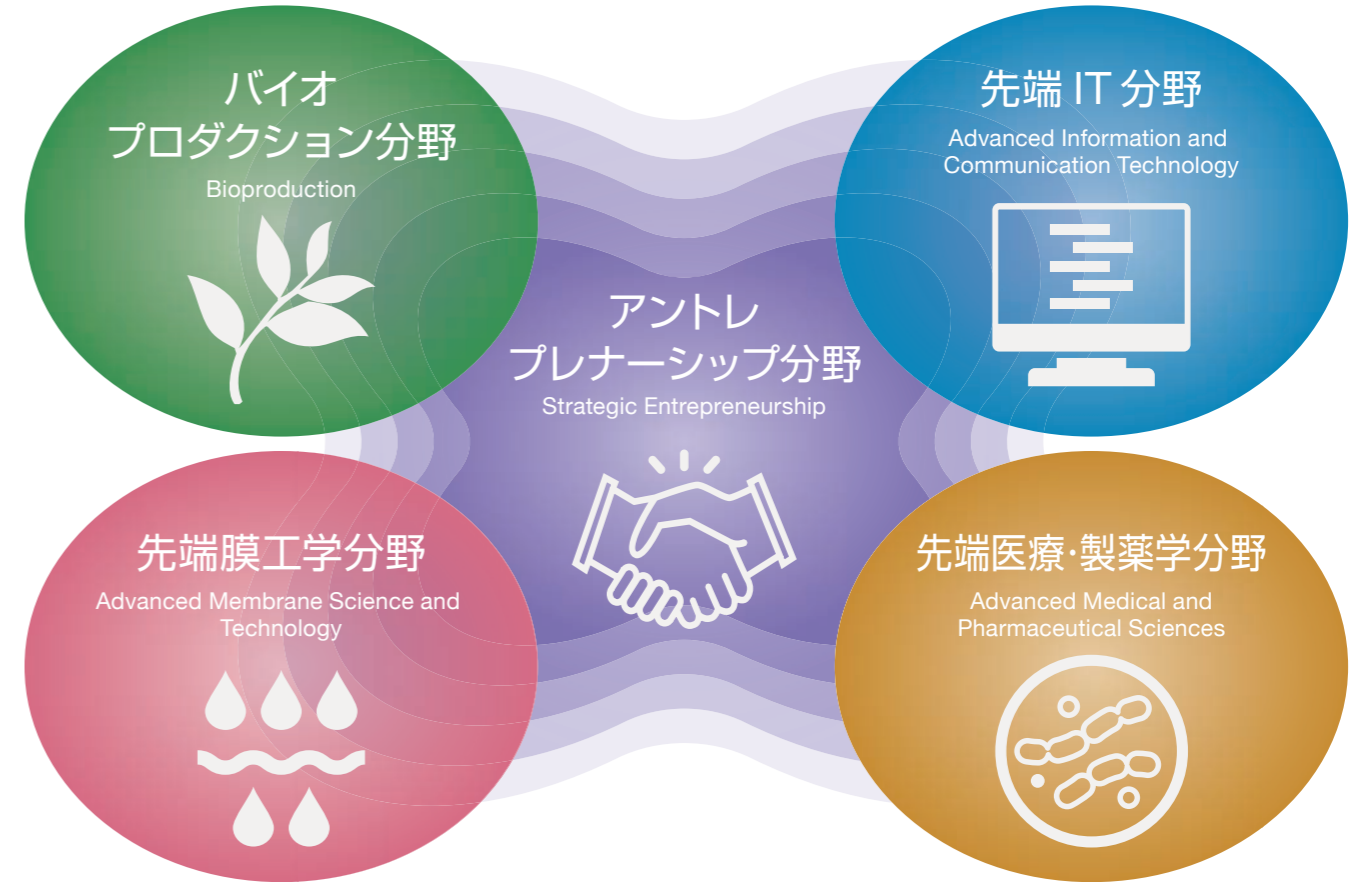 バイオ
プロダクション分野
Bioproduction
先端 IT 分野
Advanced Information and
Communication Technology
アントレ
プレナーシップ分野
Strategic Entrepreneurship
先端膜工学分野
Advanced Membrane Science and
Technology
先端医療・製薬学分野
Advanced Medical and
Pharmaceutical Sciences